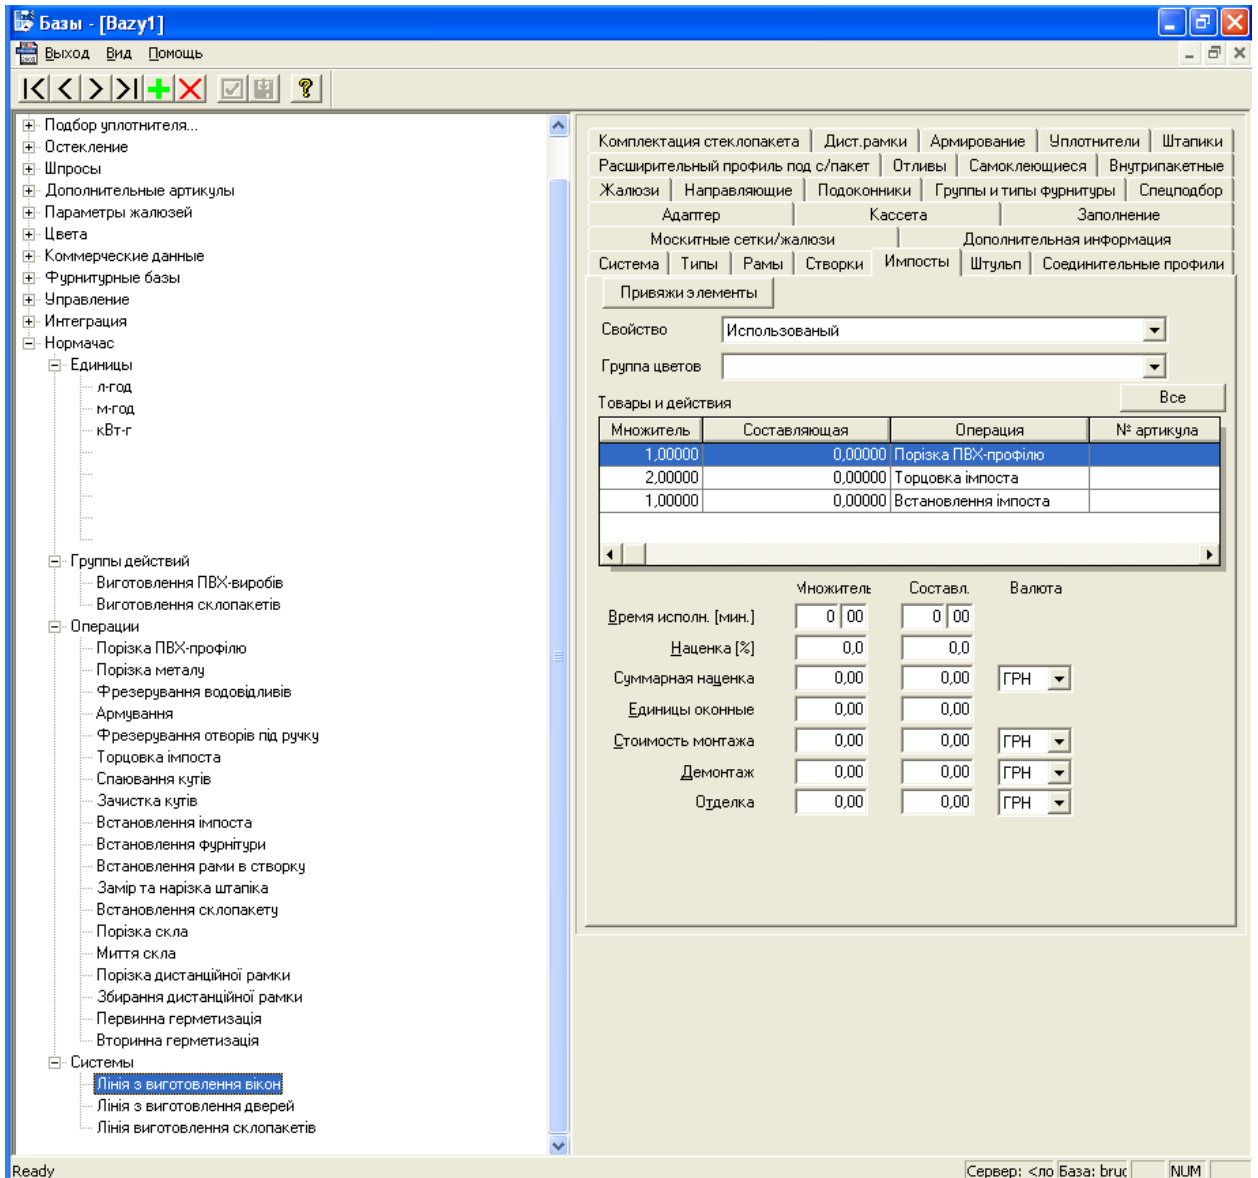 Базы - [Bazy1]
Выход Вид Помощь
Подбор уплотнителя...
Остекление
Шпросы
Дополнительные артикулы
Параметры жалюзей
Цвета
Коммерческие данные
Фурнитурные базы
Управление
Интеграция
Нормачас
Единицы
л-год
м-год
кВт-г
Группы действий
Виготовлення ПВХ-виробів
Виготовлення склопакетів
Операции
Порізка ПВХ-профілю
Порізка металу
Фрезерування водовідливів
Армування
Фрезерування отворів під ручку
Торцовка імпоста
Спаювання кутів
Зачистка кутів
Встановлення імпоста
Встановлення фурнітури
Встановлення рами в створку
Замір та нарізка штапіка
Встановлення склопакету
Порізка скла
Миття скла
Порізка дистанційної рамки
Збирання дистанційної рамки
Первинна герметизація
Вторинна герметизація
Системы
Лінія з виготовлення вікон
Лінія з виготовлення дверей
Лінія виготовлення склопакетів
Комплектация стеклопакета Дист.рамки Армирование Уплотнители Штапики
Расширительный профиль под с/пакет Отливы Самоклеющиеся Внутрипакетные
Жалюзи Направляющие Подоконники Группы и типы фурнитуры Спецподбор
Адаптер Кассета Заполнение
Москитные сетки/жалюзи Дополнительная информация
Система Типы Рамы Створки Импосты Штульп Соединительные профили
Привяжи элементы
Свойство Использованый
Группа цветов
Товары и действия Все
Множитель Составляющая Операция № артикула
1,00000 0,00000 Порізка ПВХ-профілю
2,00000 0,00000 Торцовка імпоста
1,00000 0,00000 Встановлення імпоста
Множитель Составл. Валюта
Время исполн. [мин.] 0 00 0 00
Наценка [%] 0,0 0,0
Суммарная наценка 0,00 0,00 ГРН
Единицы оконные 0,00 0,00
Стоимость монтажа 0,00 0,00 ГРН
Демонтаж 0,00 0,00 ГРН
Отделка 0,00 0,00 ГРН
Ready Сервер: <ло База: bruc NUM